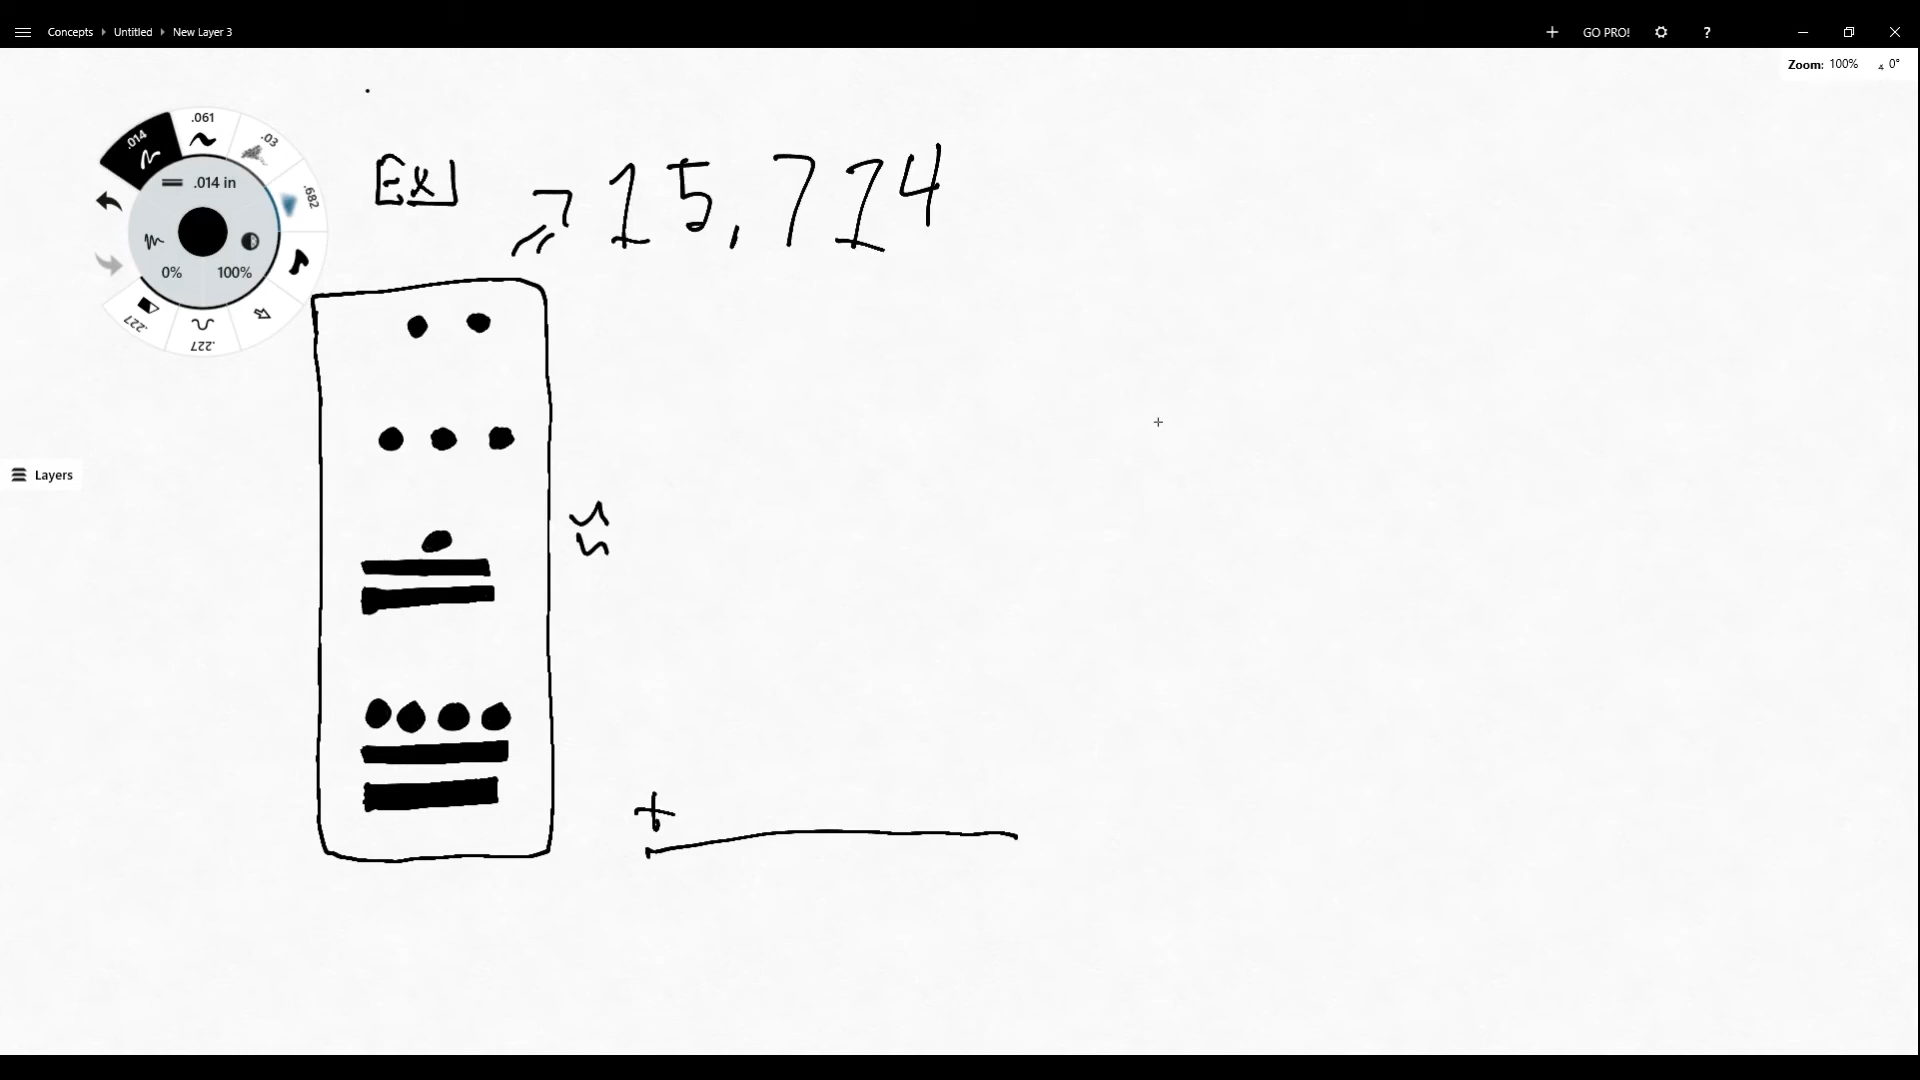 Concepts › Untitled › New Layer 3
GO PRO! ?
Zoom: 100% 0°
.014
.061
.03
.682
.014 in
0% 100%
.227
.227
Layers
Ex
⇒ 15,714
+